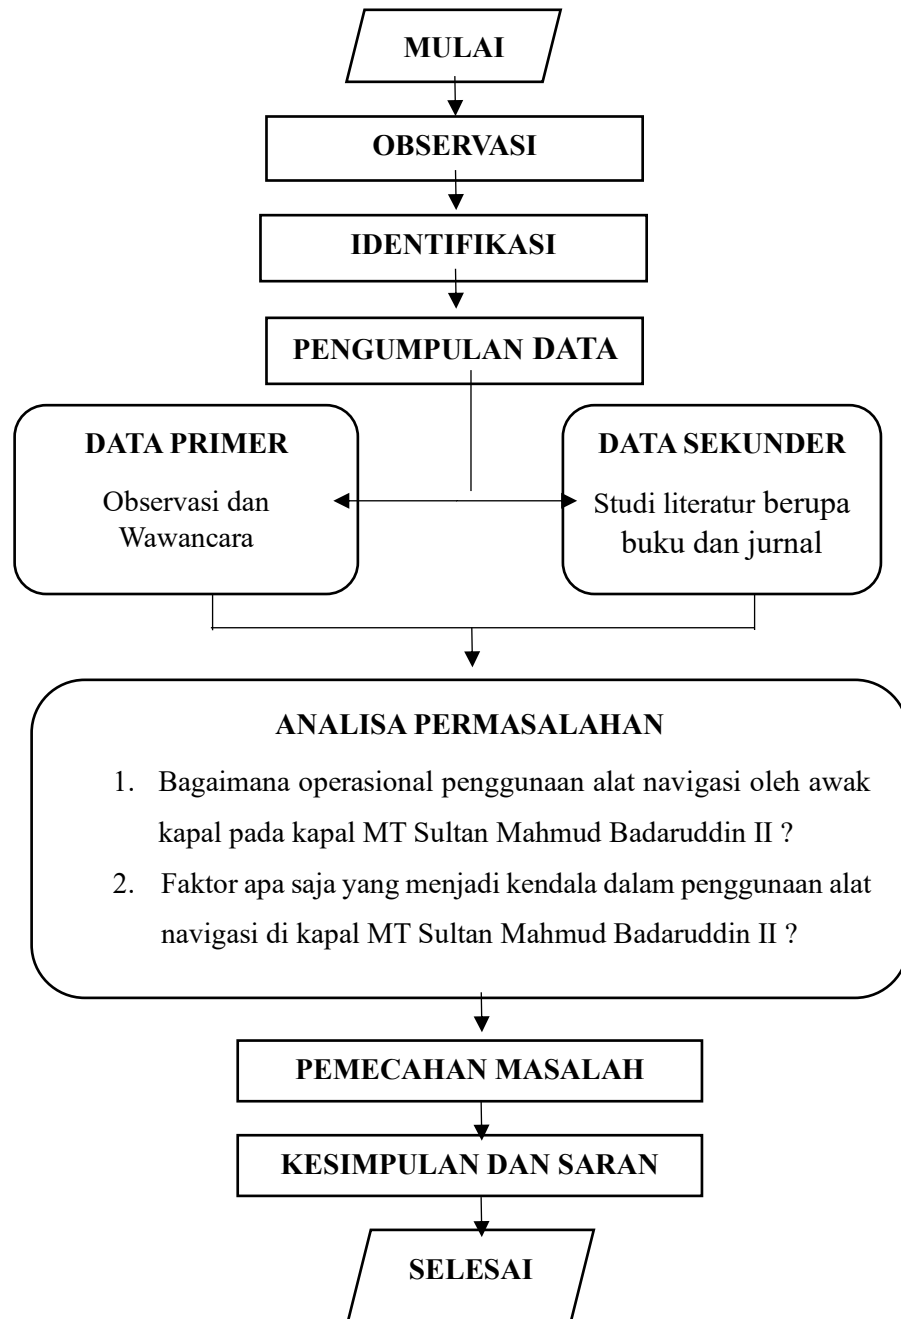 MULAI
OBSERVASI
IDENTIFIKASI
PENGUMPULAN DATA
DATA PRIMER
Observasi dan
Wawancara
DATA SEKUNDER
Studi literatur berupa
buku dan jurnal
ANALISA PERMASALAHAN
1. Bagaimana operasional penggunaan alat navigasi oleh awak
kapal pada kapal MT Sultan Mahmud Badaruddin II ?
2. Faktor apa saja yang menjadi kendala dalam penggunaan alat
navigasi di kapal MT Sultan Mahmud Badaruddin II ?
PEMECAHAN MASALAH
KESIMPULAN DAN SARAN
SELESAI